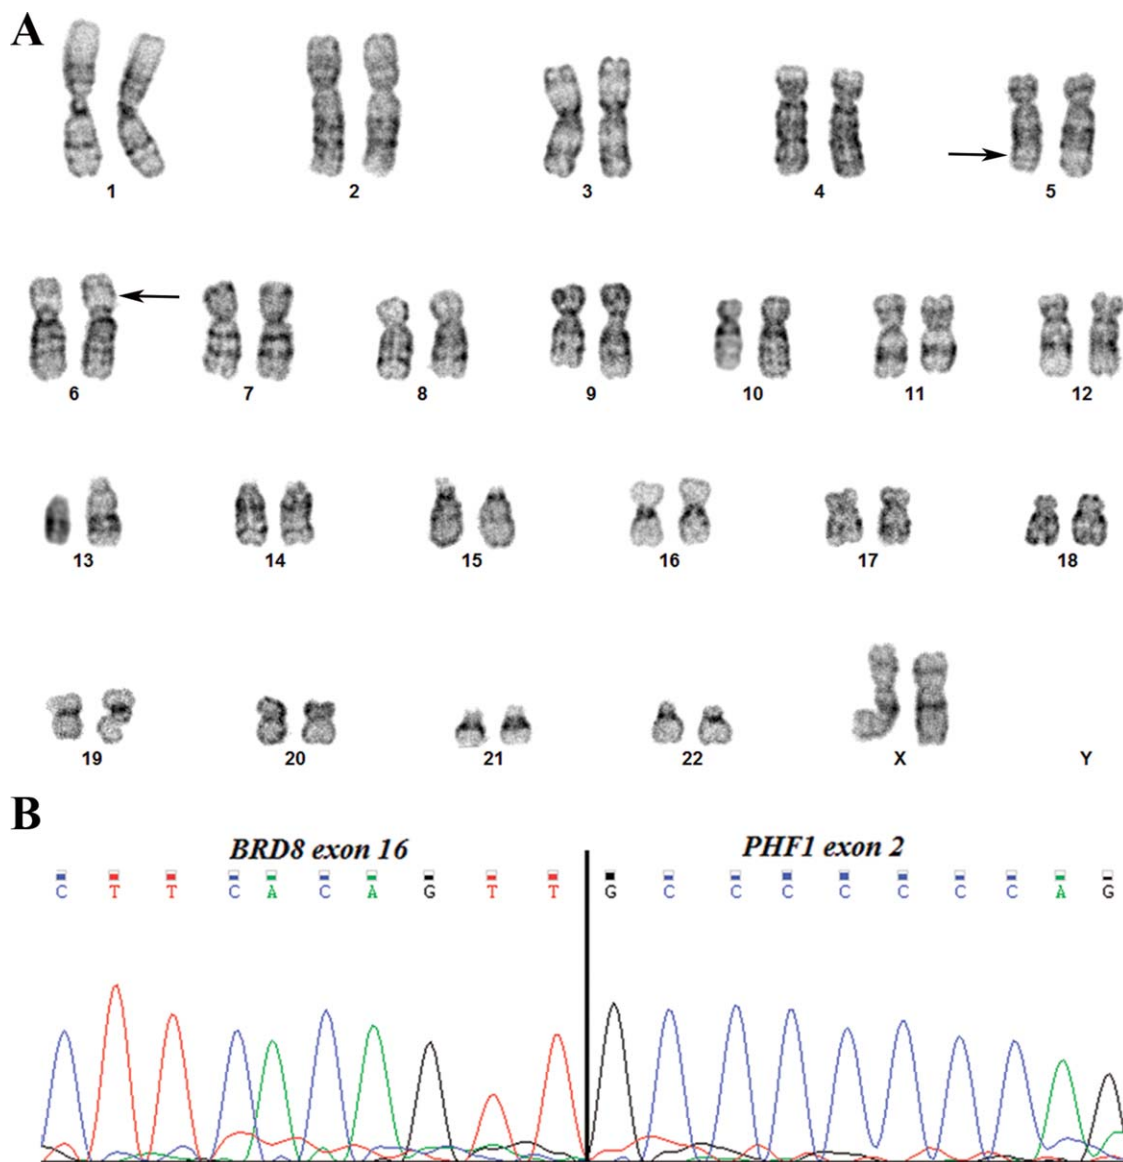 A
1 2 3 4 5
6 7 8 9 10 11 12
13 14 15 16 17 18
19 20 21 22 X Y
B
BRD8 exon 16 PHF1 exon 2
C T T C A C A G T T G C C C C C C C A G